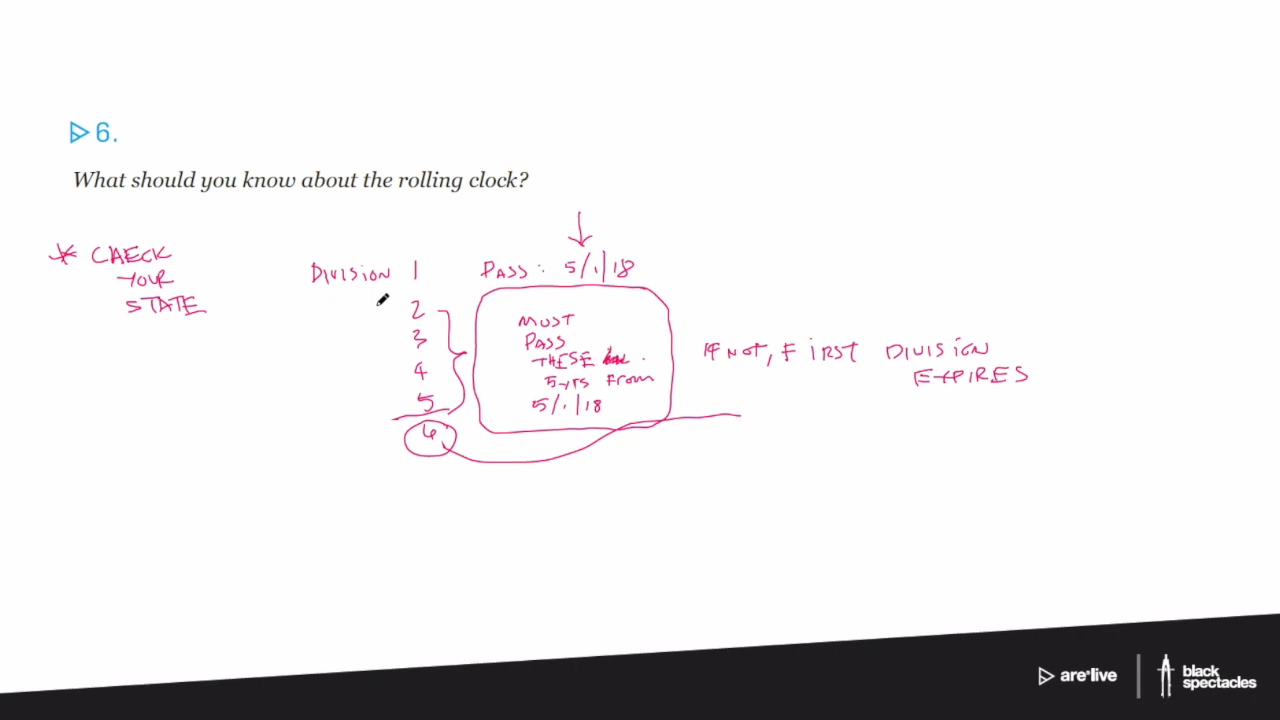 6.
What should you know about the rolling clock?
* CHECK
YOUR
STATE
DIVISION 1 PASS: 5/1/18
2
3
4
5
6
MUST
PASS
THESE
5 yrs From
5/1/18
IF NOT, FIRST DIVISION
EXPIRES
are live
black
spectacles